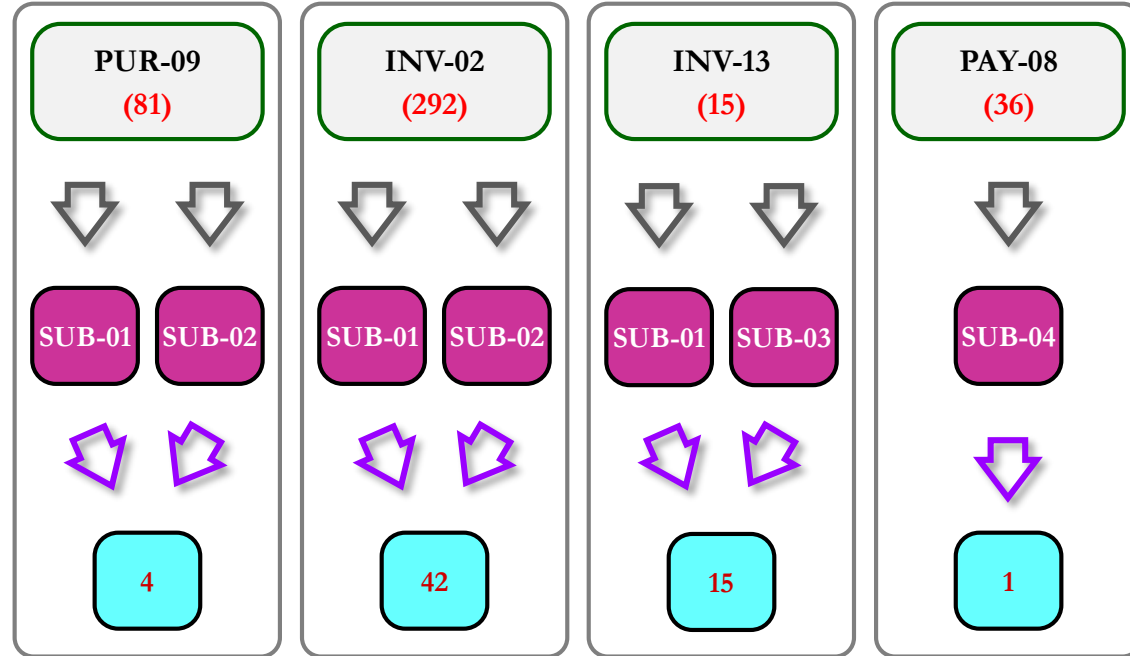 PUR-09
(81)
INV-02
(292)
INV-13
(15)
PAY-08
(36)
SUB-01
SUB-02
SUB-01
SUB-02
SUB-01
SUB-03
SUB-04
4
42
15
1